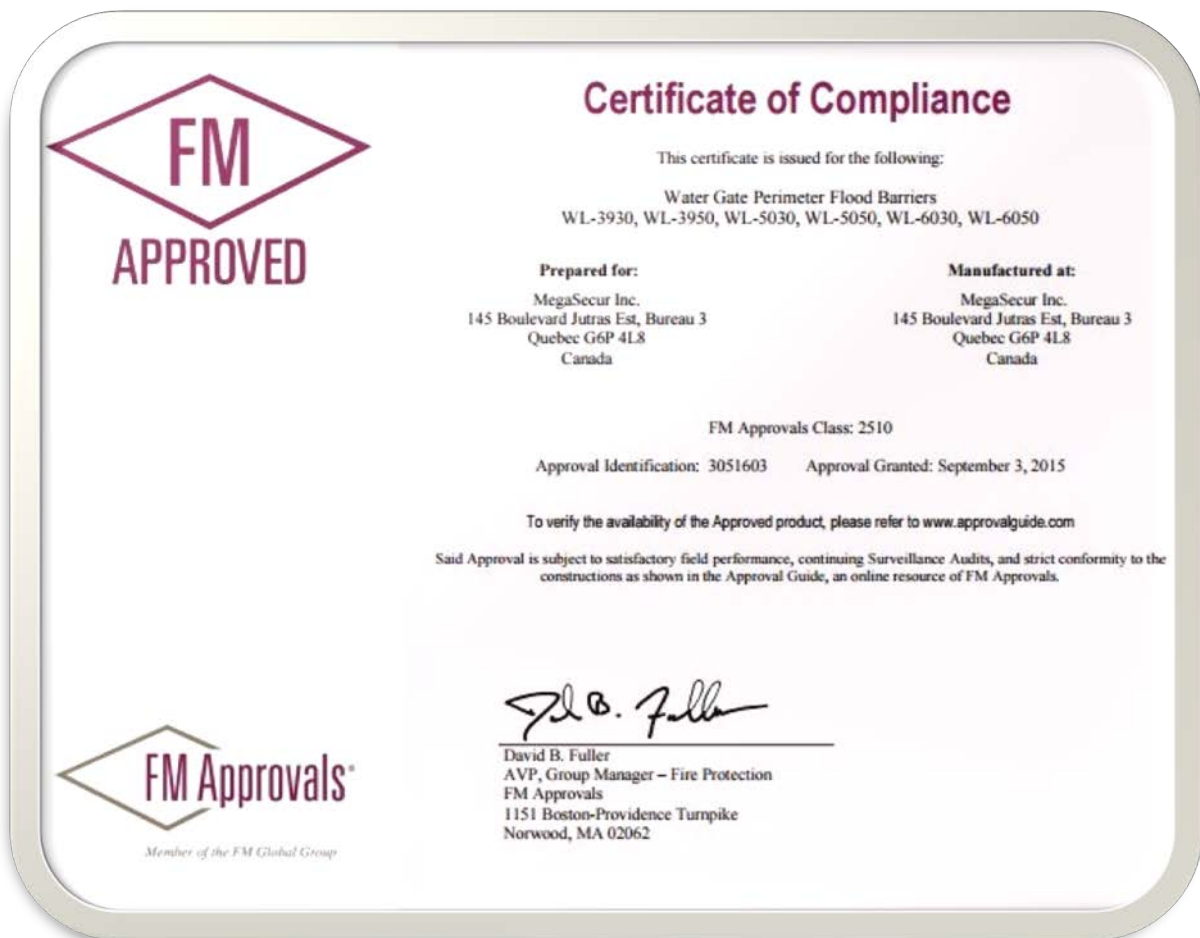 FM
APPROVED
Certificate of Compliance
This certificate is issued for the following:
Water Gate Perimeter Flood Barriers
WL-3930, WL-3950, WL-5030, WL-5050, WL-6030, WL-6050
Prepared for:
MegaSecur Inc.
145 Boulevard Jutras Est, Bureau 3
Quebec G6P 4L8
Canada
Manufactured at:
MegaSecur Inc.
145 Boulevard Jutras Est, Bureau 3
Quebec G6P 4L8
Canada
FM Approvals Class: 2510
Approval Identification: 3051603 Approval Granted: September 3, 2015
To verify the availability of the Approved product, please refer to www.approvalguide.com
Said Approval is subject to satisfactory field performance, continuing Surveillance Audits, and strict conformity to the
constructions as shown in the Approval Guide, an online resource of FM Approvals.
David B. Fuller
AVP, Group Manager – Fire Protection
FM Approvals
1151 Boston-Providence Turnpike
Norwood, MA 02062
FM Approvals®
Member of the FM Global Group